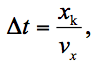 Δt = x_k / v_x ,